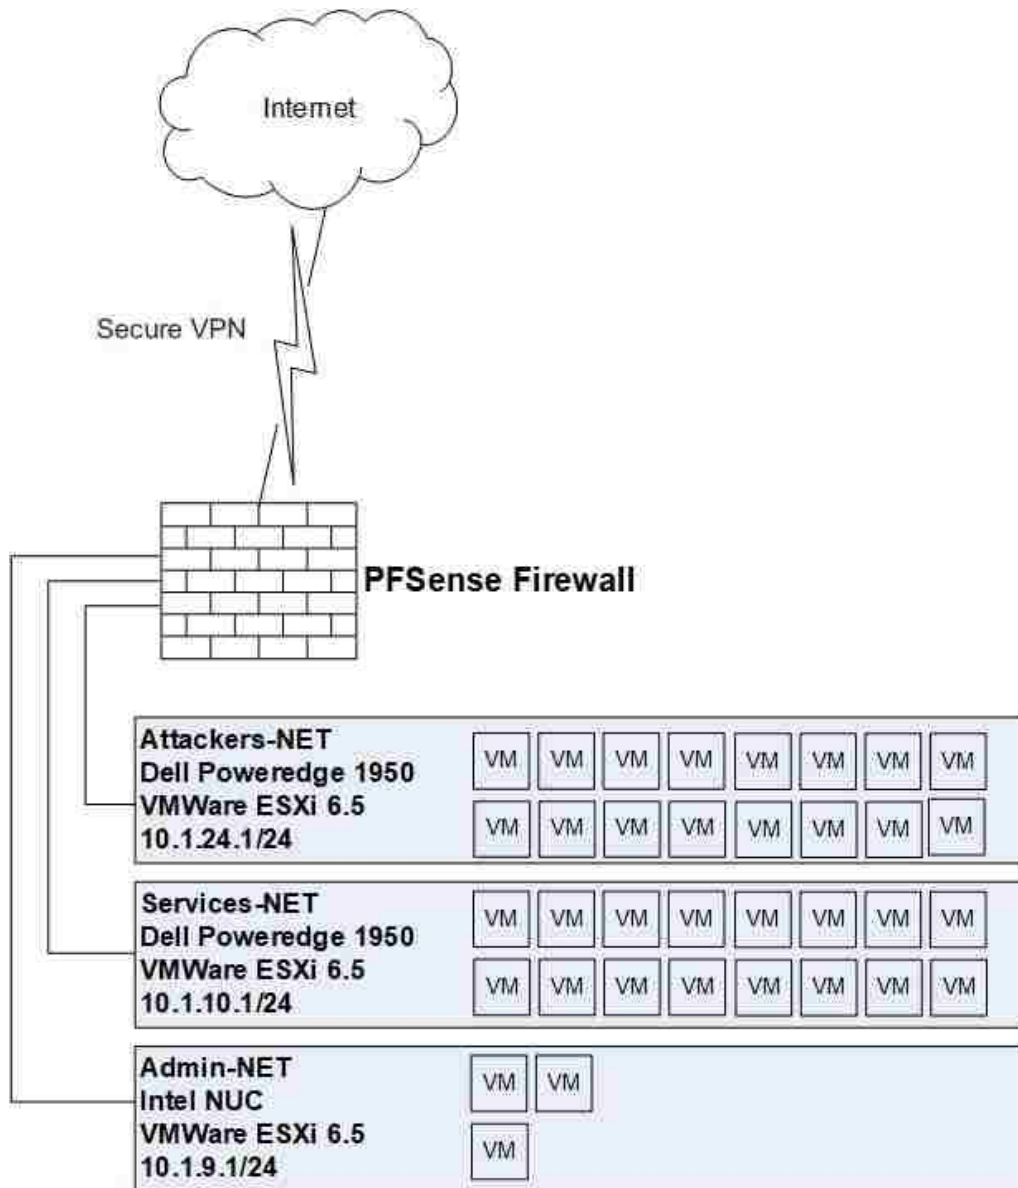 Internet
Secure VPN
PFSense Firewall
Attackers-NET
Dell Poweredge 1950
VMWare ESXi 6.5
10.1.24.1/24
VM VM VM VM VM VM VM VM
VM VM VM VM VM VM VM VM
Services-NET
Dell Poweredge 1950
VMWare ESXi 6.5
10.1.10.1/24
VM VM VM VM VM VM VM VM
VM VM VM VM VM VM VM VM
Admin-NET
Intel NUC
VMWare ESXi 6.5
10.1.9.1/24
VM VM
VM